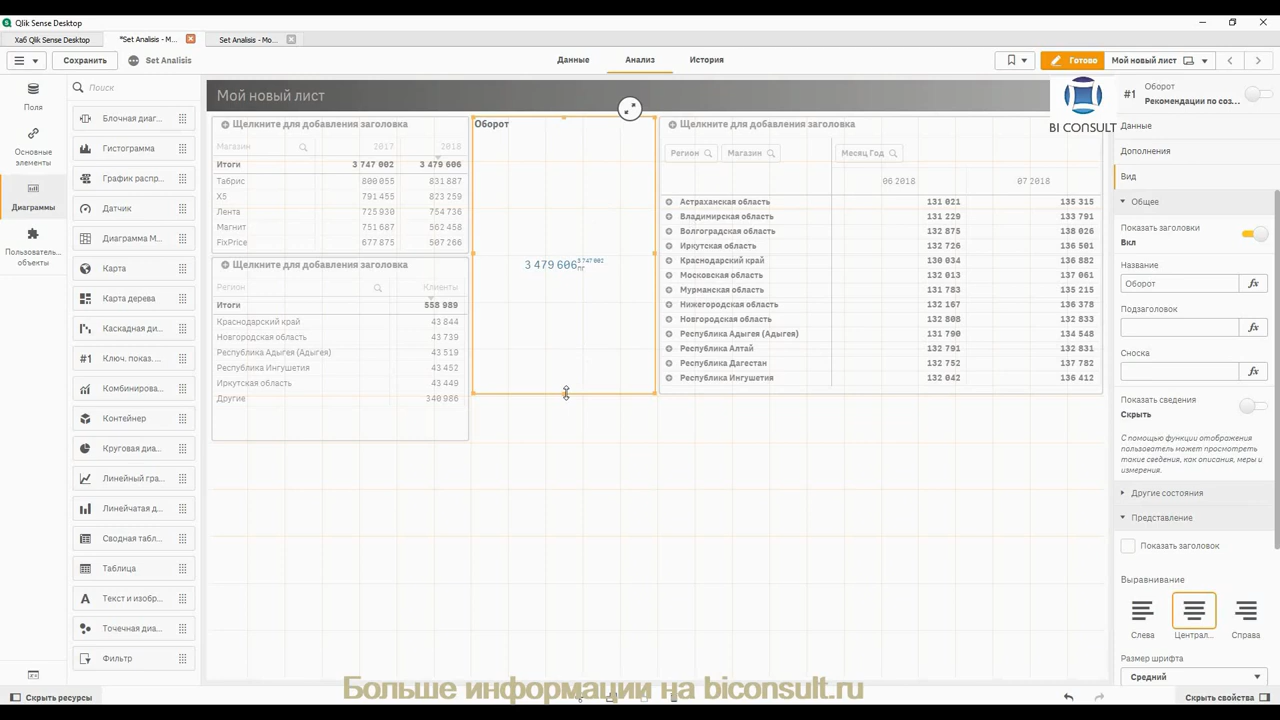 Qlik Sense Desktop
Хаб Qlik Sense Desktop
*Set Analisis - М...
Set Analisis - Mo...
Сохранить
Set Analisis
Данные
Анализ
История
Готово
Мой новый лист
Поля
Основные элементы
Диаграммы
Пользователь... объекты
Поиск
Блочная диаг...
Гистограмма
График распр...
Датчик
Диаграмма М...
Карта
Карта дерева
Каскадная ди...
#1 Ключ. показ. ...
Комбинирова...
Контейнер
Круговая диа...
Линейный гра...
Линейчатая д...
Сводная табл...
Таблица
Текст и изобр...
Точечная диа...
Фильтр
Мой новый лист
Щелкните для добавления заголовка
Магазин 2017 2018
Итоги 3 747 002 3 479 606
Табрис 800 055 831 887
X5 791 455 823 259
Лента 725 930 754 736
Магнит 751 687 562 458
FixPrice 677 875 507 266
Щелкните для добавления заголовка
Регион Клиенты
Итоги 558 989
Краснодарский край 43 844
Новгородская область 43 739
Республика Адыгея (Адыгея) 43 519
Республика Ингушетия 43 452
Иркутская область 43 449
Другие 340 986
Оборот
3 479 606 3 747 002
пг
Щелкните для добавления заголовка
Регион Магазин Месяц Год
06 2018 07 2018
Астраханская область 131 021 135 315
Владимирская область 131 229 133 791
Волгоградская область 132 875 138 026
Иркутская область 132 726 136 501
Краснодарский край 130 034 136 882
Московская область 132 013 137 061
Мурманская область 131 783 135 215
Нижегородская область 132 167 136 378
Новгородская область 132 108 132 833
Республика Адыгея (Адыгея) 131 790 134 548
Республика Алтай 132 791 132 831
Республика Дагестан 132 752 137 782
Республика Ингушетия 132 042 136 412
BI CONSULT
#1 Оборот
Рекомендации по соз...
Данные
Дополнения
Вид
Общее
Показать заголовки
Вкл
Название
Оборот
Подзаголовок
Сноска
Показать сведения
Скрыть
С помощью функции отображения
пользователь может просмотреть
такие сведения, как описания, меры и
измерения.
Другие состояния
Представление
Показать заголовок
Выравнивание
Слева Централ... Справа
Размер шрифта
Средний
Скрыть ресурсы
Скрыть свойства
Больше информации на biconsult.ru